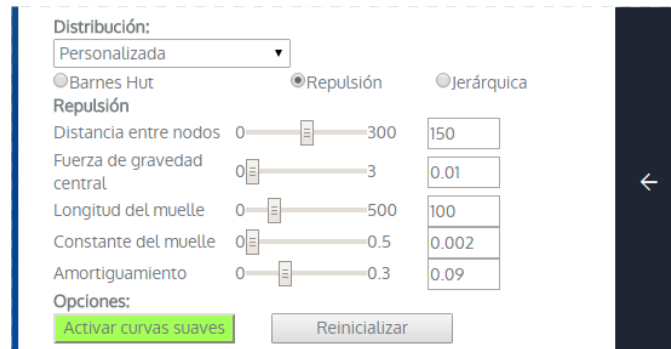 Distribución:
Personalizada
Barnes Hut Repulsión Jerárquica
Repulsión
Distancia entre nodos 0 300 150
Fuerza de gravedad
central 0 3 0.01
Longitud del muelle 0 500 100
Constante del muelle 0 0.5 0.002
Amortiguamiento 0 0.3 0.09
Opciones:
Activar curvas suaves Reinicializar